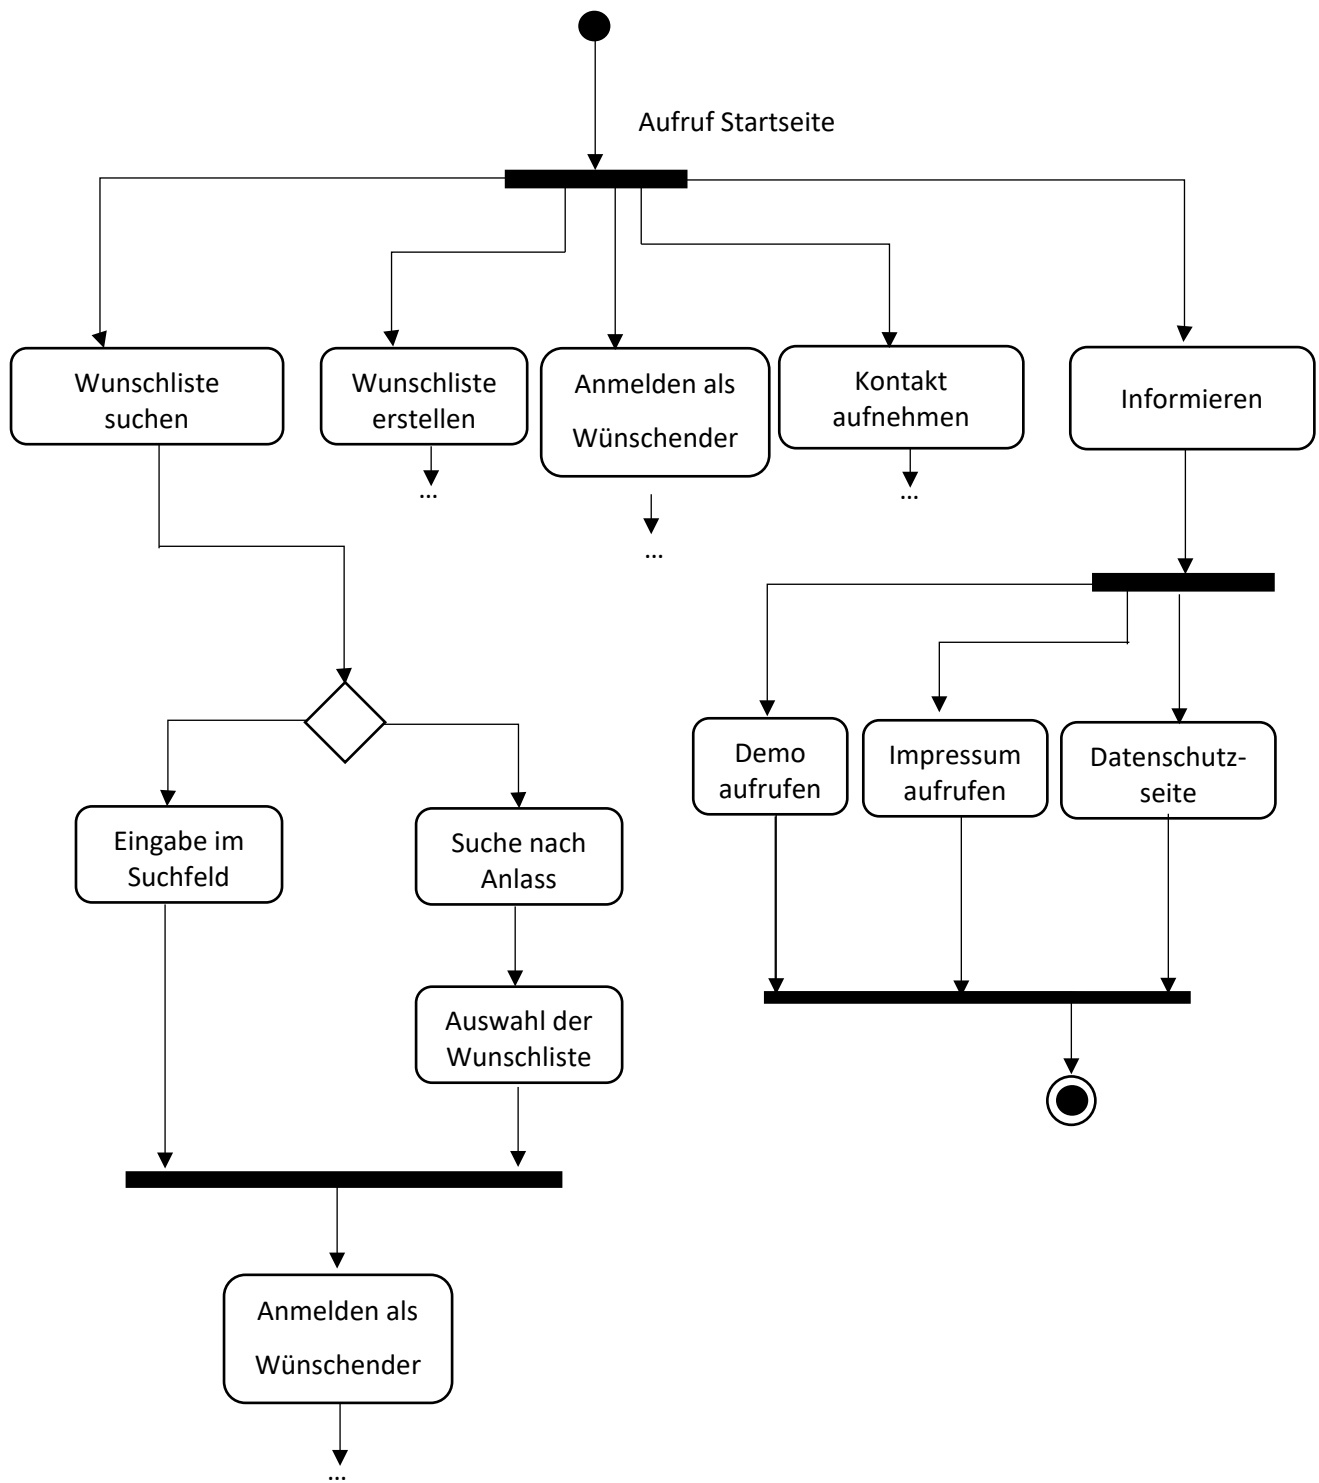 Aufruf Startseite
Wunschliste
suchen
Wunschliste
erstellen
...
Anmelden als
Wünschender
...
Kontakt
aufnehmen
...
Informieren
Demo
aufrufen
Impressum
aufrufen
Datenschutz-
seite
Eingabe im
Suchfeld
Suche nach
Anlass
Auswahl der
Wunschliste
Anmelden als
Wünschender
...